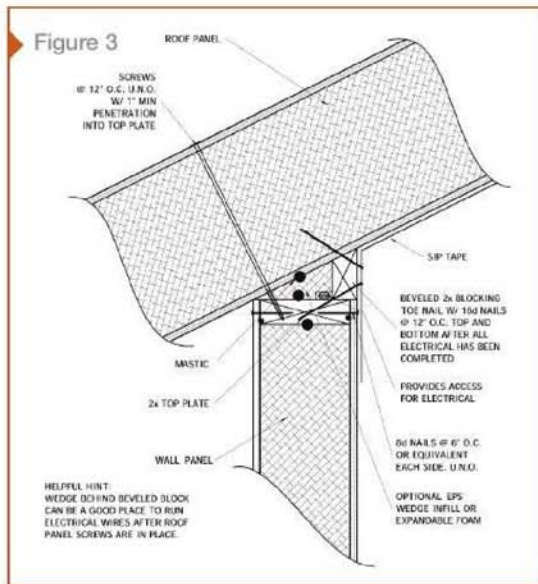 Figure 3
ROOF PANEL
SCREWS
@ 12" O.C. U.N.O.
W/ 1" MIN
PENETRATION
INTO TOP PLATE
SIP TAPE
BEVELED 2x BLOCKING
TOE NAIL W/ 16d NAILS
@ 12" O.C. TOP AND
BOTTOM AFTER ALL
ELECTRICAL HAS BEEN
COMPLETED
MASTIC
PROVIDES ACCESS
FOR ELECTRICAL
2x TOP PLATE
8d NAILS @ 6" O.C.
OR EQUIVALENT
EACH SIDE. U.N.O.
WALL PANEL
OPTIONAL EPS
WEDGE INFILL OR
EXPANDABLE FOAM
HELPFUL HINT:
WEDGE BEHIND BEVELED BLOCK
CAN BE A GOOD PLACE TO RUN
ELECTRICAL WIRES AFTER ROOF
PANEL SCREWS ARE IN PLACE.